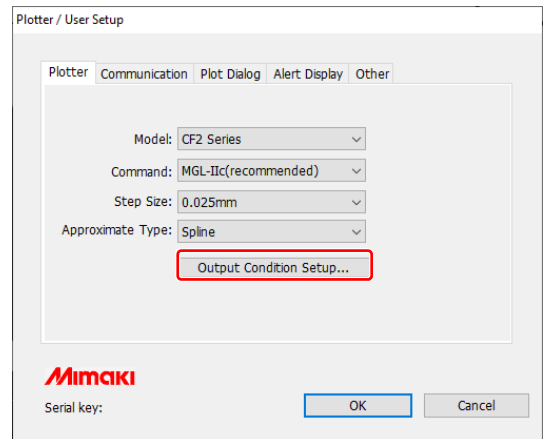 Plotter / User Setup
Plotter Communication Plot Dialog Alert Display Other
Model: CF2 Series
Command: MGL-IIc(recommended)
Step Size: 0.025mm
Approximate Type: Spline
Output Condition Setup...
Mimaki
Serial key:
OK Cancel